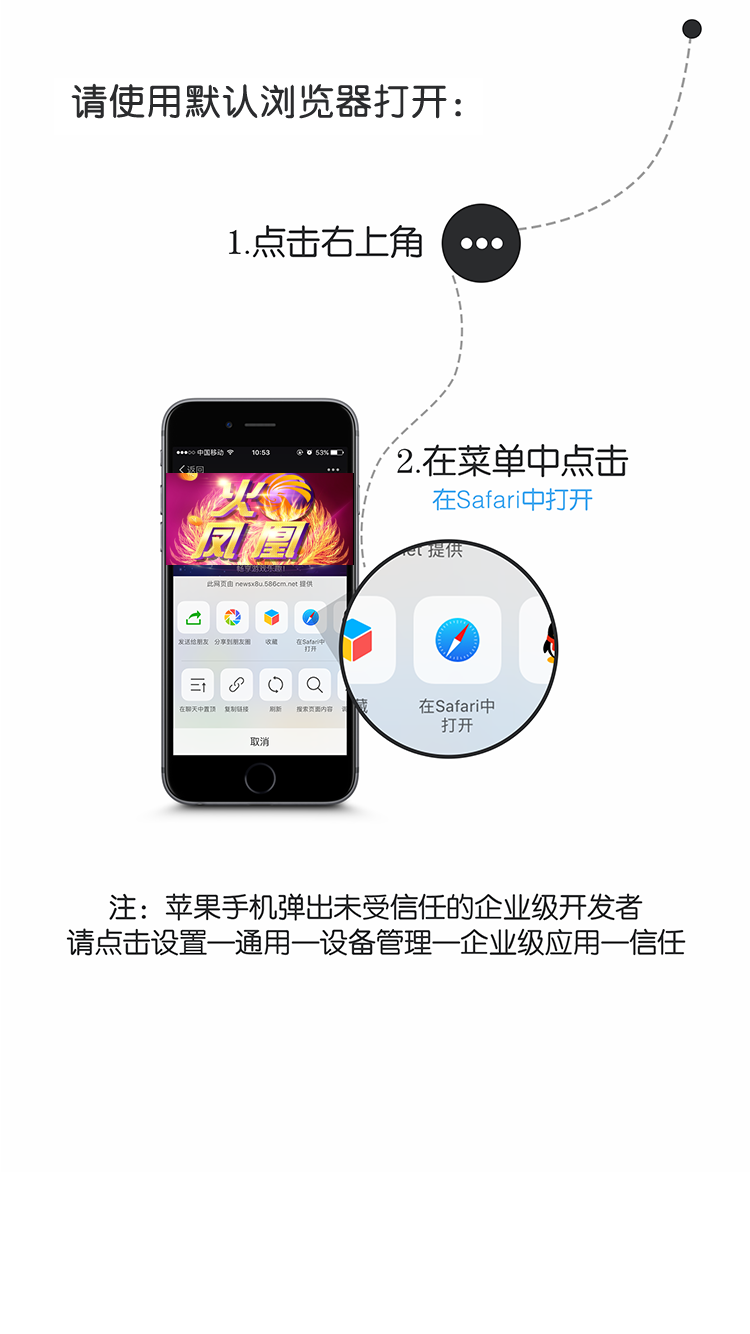 请使用默认浏览器打开：
1.点击右上角
2.在菜单中点击
在Safari中打开
中国移动 10:53 53%
返回
火
凤凰
畅享游戏乐趣！
此网页由 newsx8u.586cm.net 提供
发送给朋友 分享到朋友圈 收藏 在Safari中打开
在聊天中置顶 复制链接 刷新 搜索页面内容
取消
.net 提供
藏 在Safari中
打开
注：苹果手机弹出未受信任的企业级开发者
请点击设置—通用—设备管理—企业级应用—信任